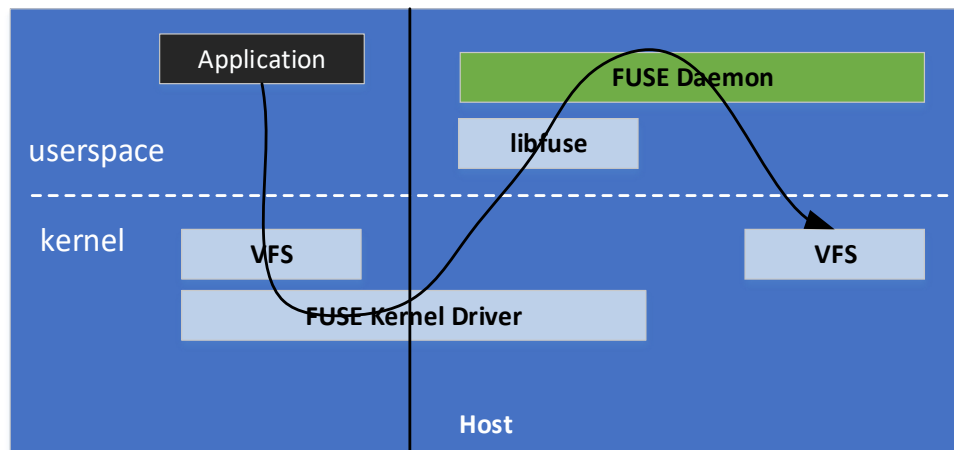 Application
FUSE Daemon
libfuse
userspace
kernel
VFS
VFS
FUSE Kernel Driver
Host